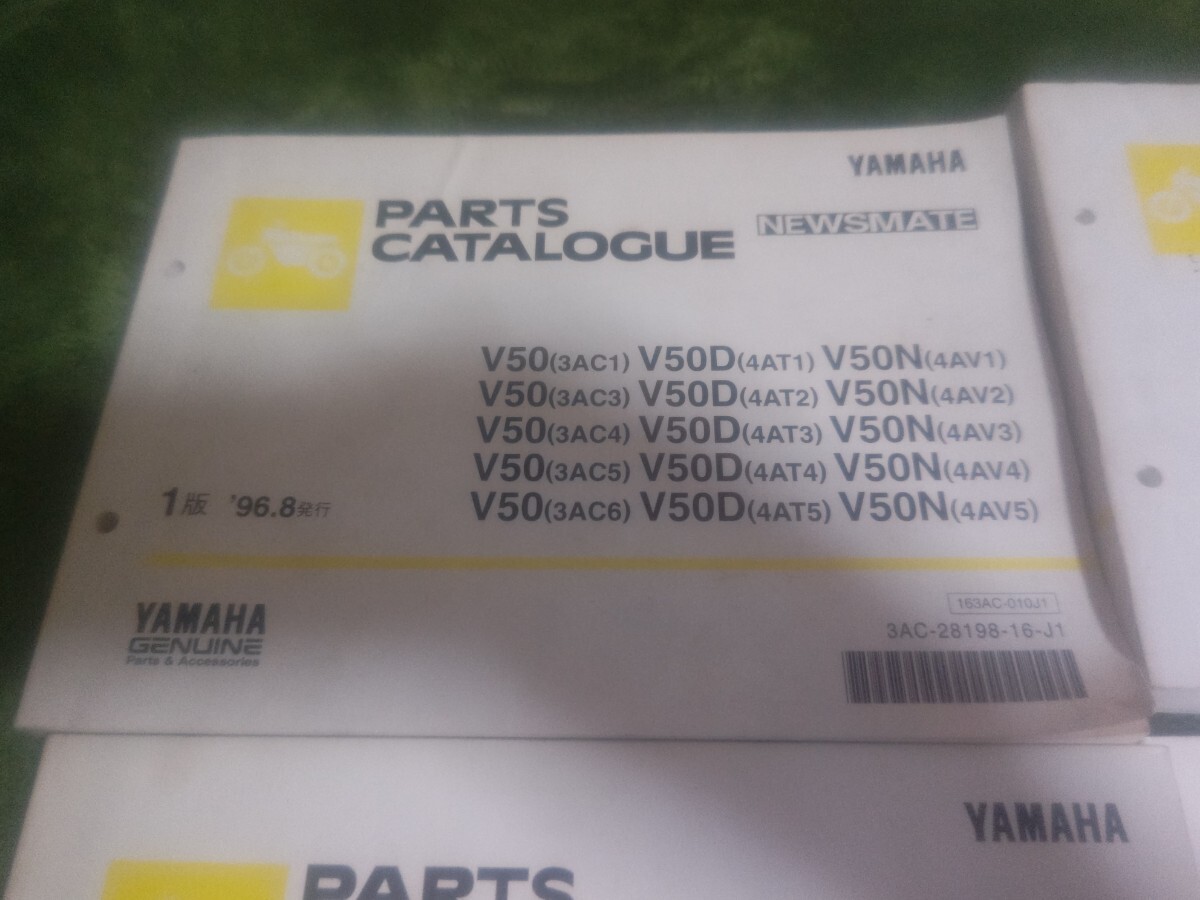 YAMAHA
PARTS
CATALOGUE
NEWSMATE
V50(3AC1) V50D(4AT1) V50N(4AV1)
V50(3AC3) V50D(4AT2) V50N(4AV2)
V50(3AC4) V50D(4AT3) V50N(4AV3)
V50(3AC5) V50D(4AT4) V50N(4AV4)
V50(3AC6) V50D(4AT5) V50N(4AV5)
1版 '96.8発行
YAMAHA
GENUINE
Parts & Accessories
163AC-010J1
3AC-28198-16-J1
YAMAHA
PARTS